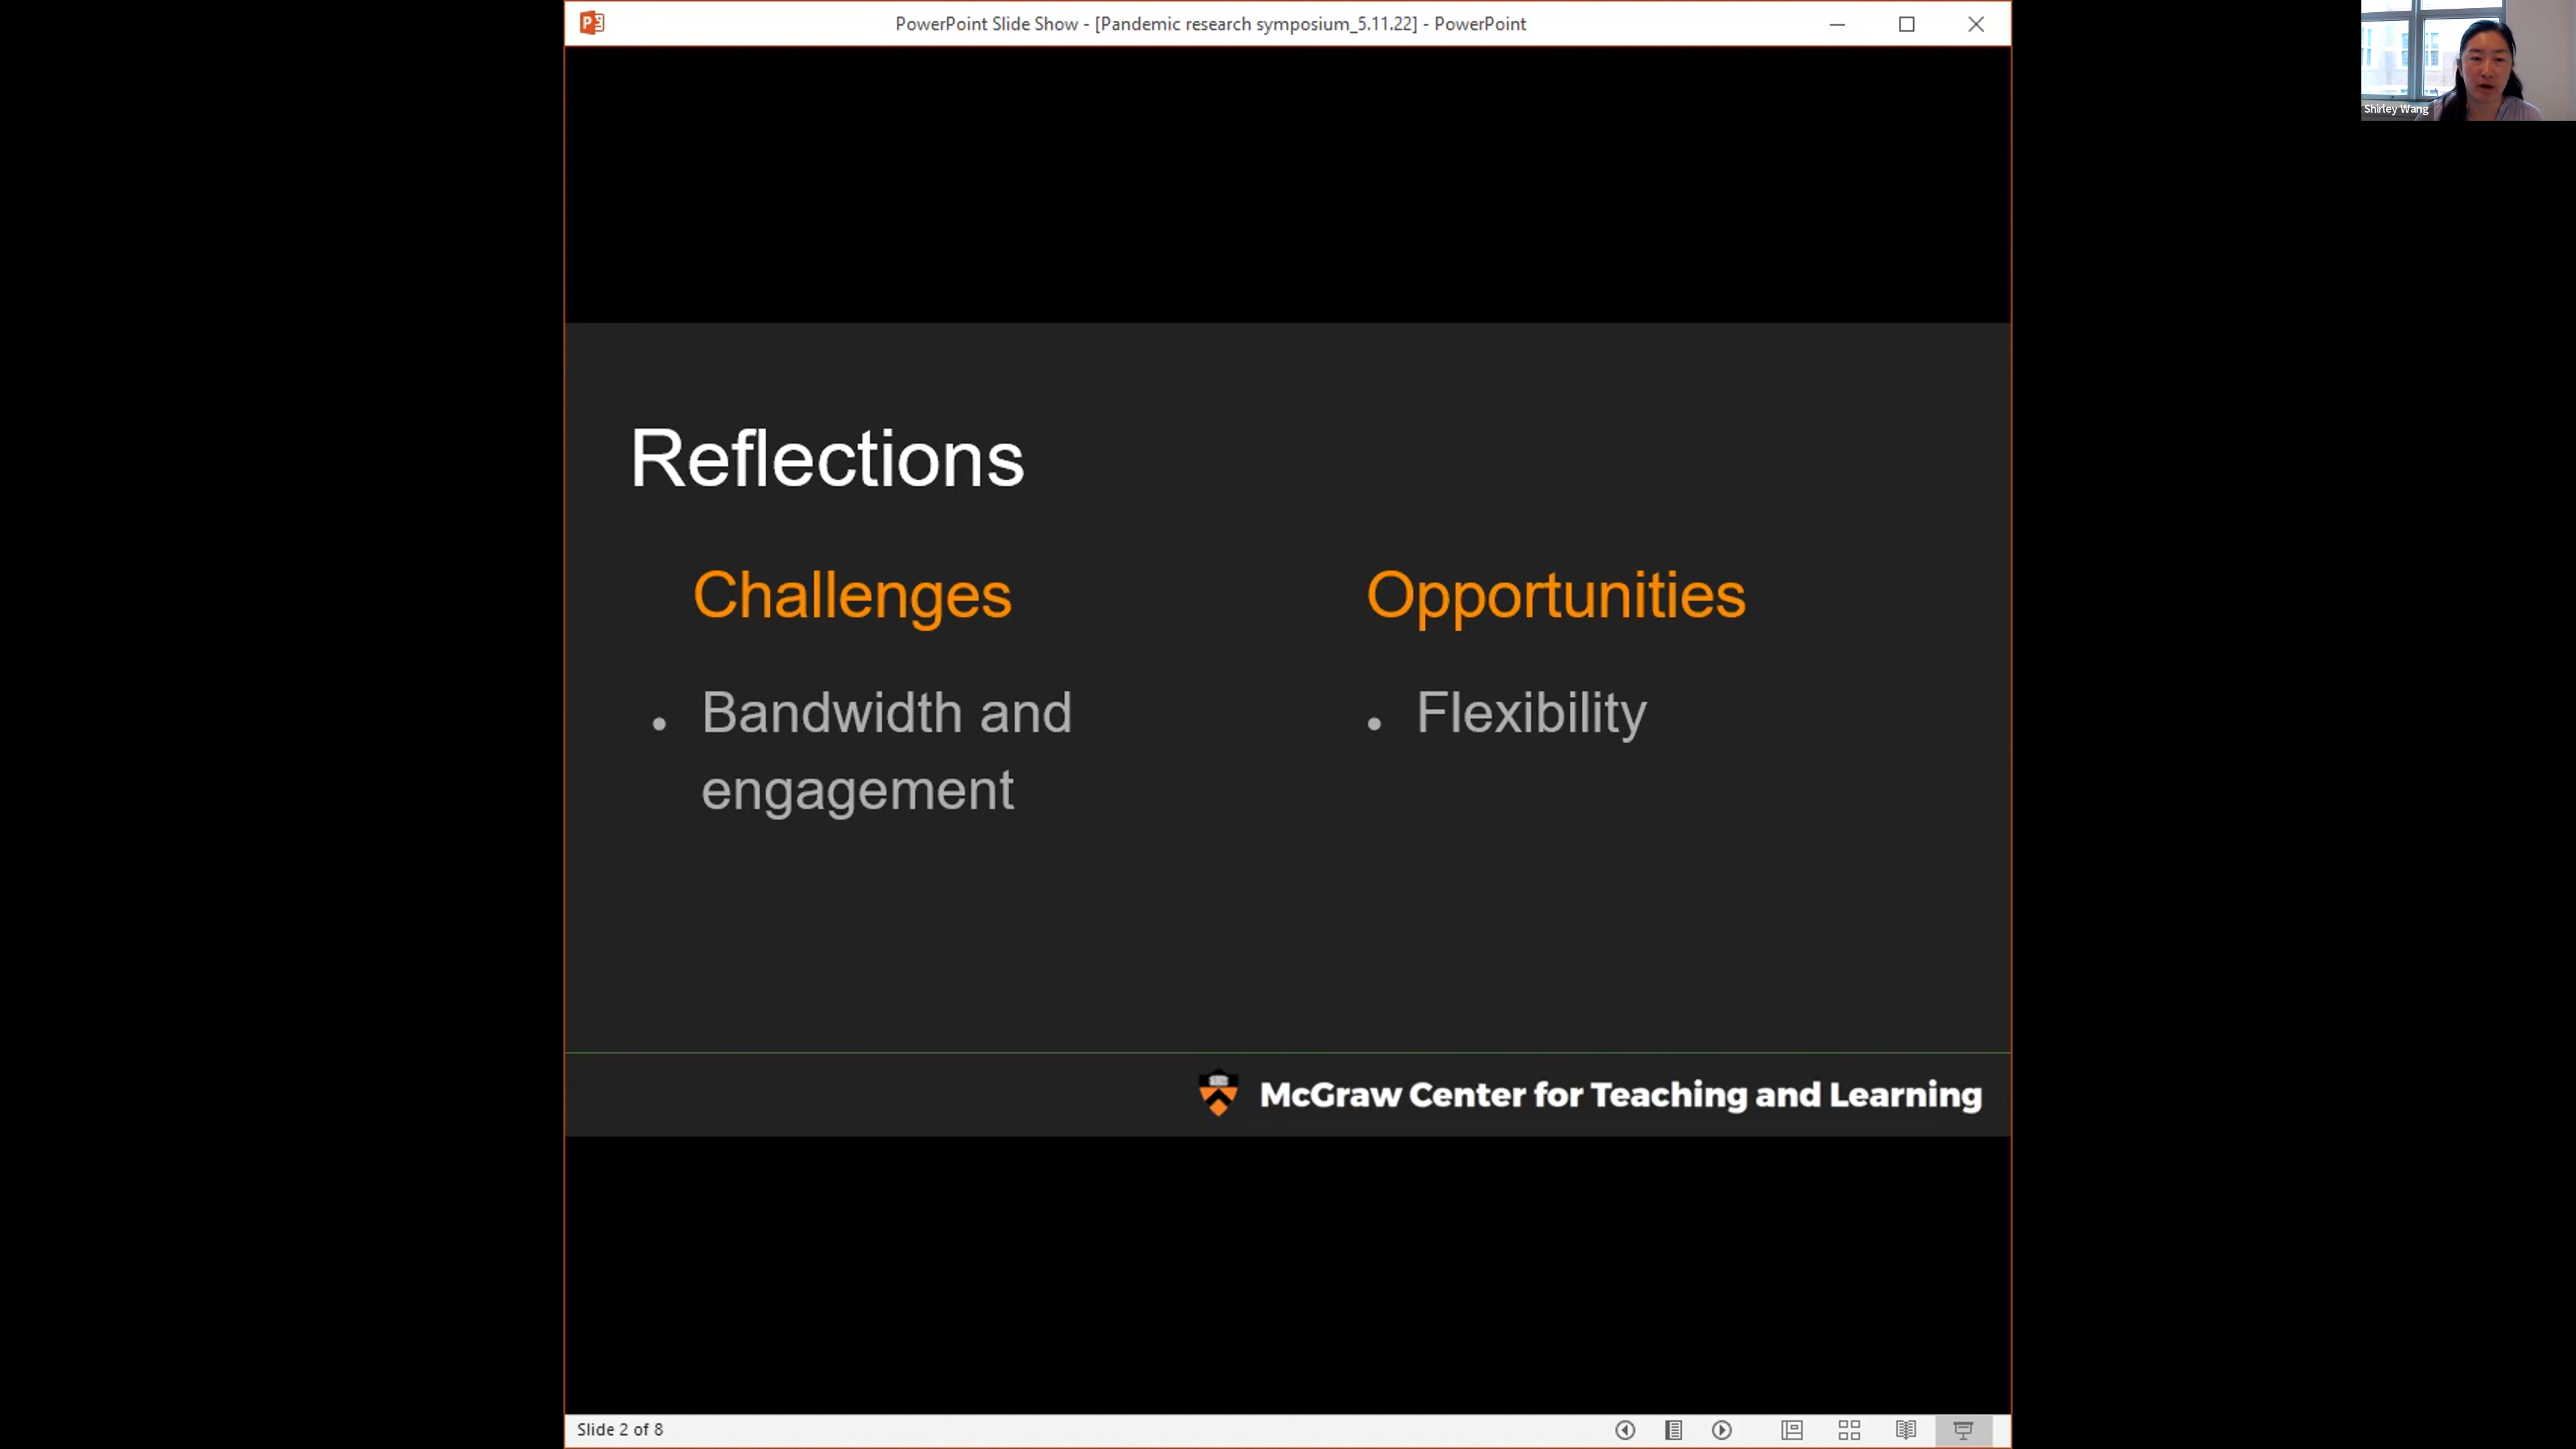 PowerPoint Slide Show - [Pandemic research symposium_5.11.22] - PowerPoint
Shirley Wang
Reflections
Challenges
Opportunities
• Bandwidth and
engagement
• Flexibility
McGraw Center for Teaching and Learning
Slide 2 of 8